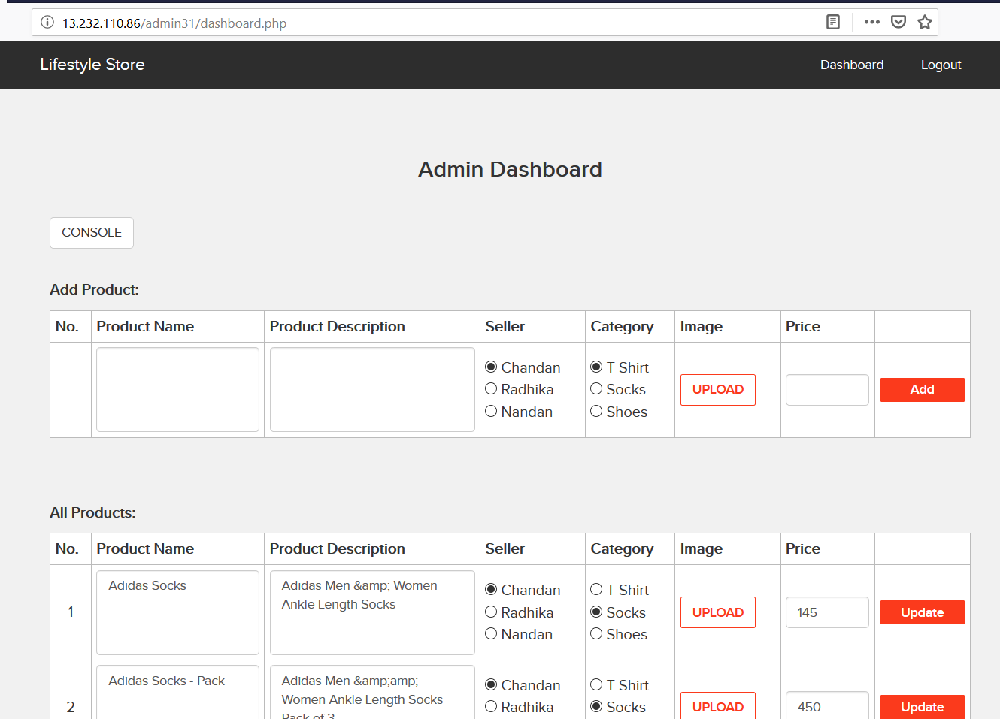 13.232.110.86/admin31/dashboard.php
Lifestyle Store
Dashboard
Logout
Admin Dashboard
CONSOLE
Add Product:
No. Product Name Product Description Seller Category Image Price
Chandan
Radhika
Nandan
T Shirt
Socks
Shoes
UPLOAD
Add
All Products:
No. Product Name Product Description Seller Category Image Price
1
Adidas Socks
Adidas Men &amp; Women
Ankle Length Socks
Chandan
Radhika
Nandan
T Shirt
Socks
Shoes
UPLOAD
145
Update
2
Adidas Socks - Pack
Adidas Men &amp;amp;
Women Ankle Length Socks
Pack of 3
Chandan
Radhika
T Shirt
Socks
UPLOAD
450
Update